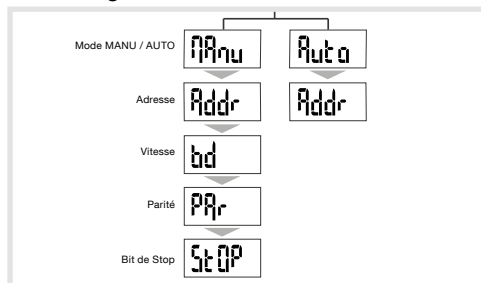 Mode MANU / AUTO MAnu Auto
Adresse Addr Addr
Vitesse bd
Parité PAr
Bit de Stop StOP